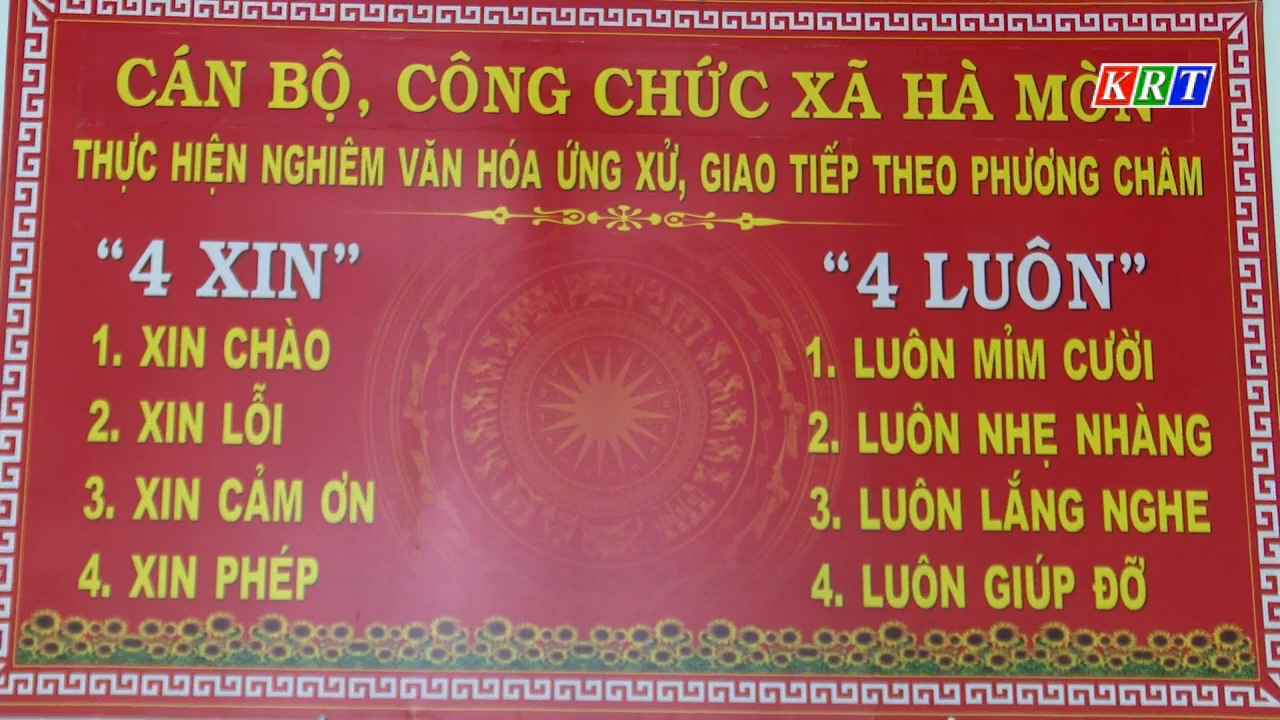 CÁN BỘ, CÔNG CHỨC XÃ HÀ MÒN
KRT
THỰC HIỆN NGHIÊM VĂN HÓA ỨNG XỬ, GIAO TIẾP THEO PHƯƠNG CHÂM
“4 XIN”
1. XIN CHÀO
2. XIN LỖI
3. XIN CẢM ƠN
4. XIN PHÉP
“4 LUÔN”
1. LUÔN MỈM CƯỜI
2. LUÔN NHẸ NHÀNG
3. LUÔN LẮNG NGHE
4. LUÔN GIÚP ĐỠ